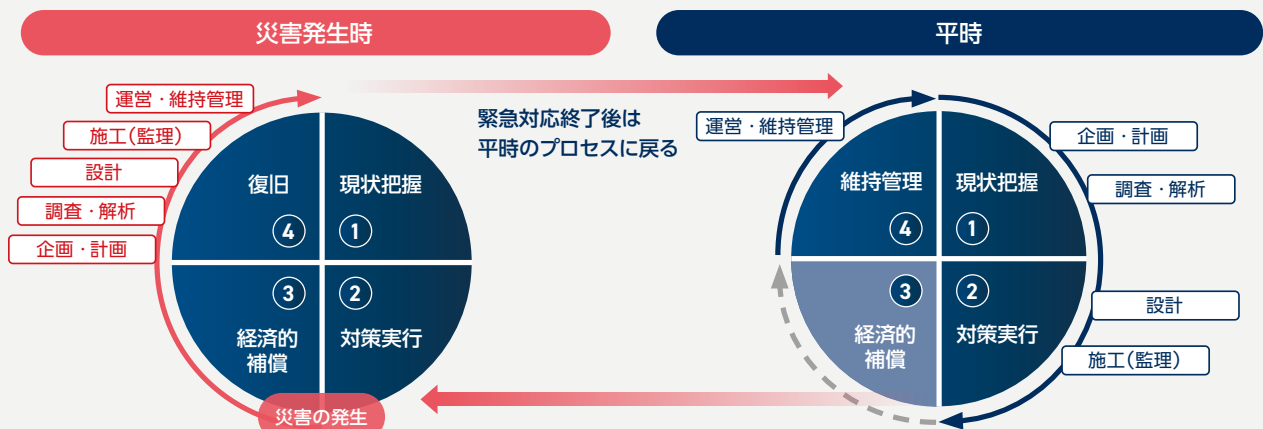 災害発生時
運営・維持管理
施工(監理)
設計
調査・解析
企画・計画
復旧
現状把握
4
1
3
2
経済的
補償
対策実行
災害の発生
緊急対応終了後は
平時のプロセスに戻る
平時
運営・維持管理
企画・計画
調査・解析
設計
施工(監理)
維持管理
現状把握
4
1
3
2
経済的
補償
対策実行